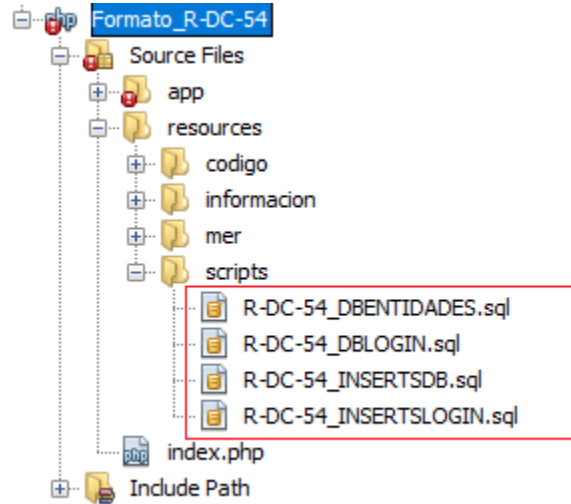 Formato_R-DC-54
Source Files
app
resources
codigo
informacion
mer
scripts
R-DC-54_DBENTIDADES.sql
R-DC-54_DBLOGIN.sql
R-DC-54_INSERTSDB.sql
R-DC-54_INSERTSLOGIN.sql
index.php
Include Path